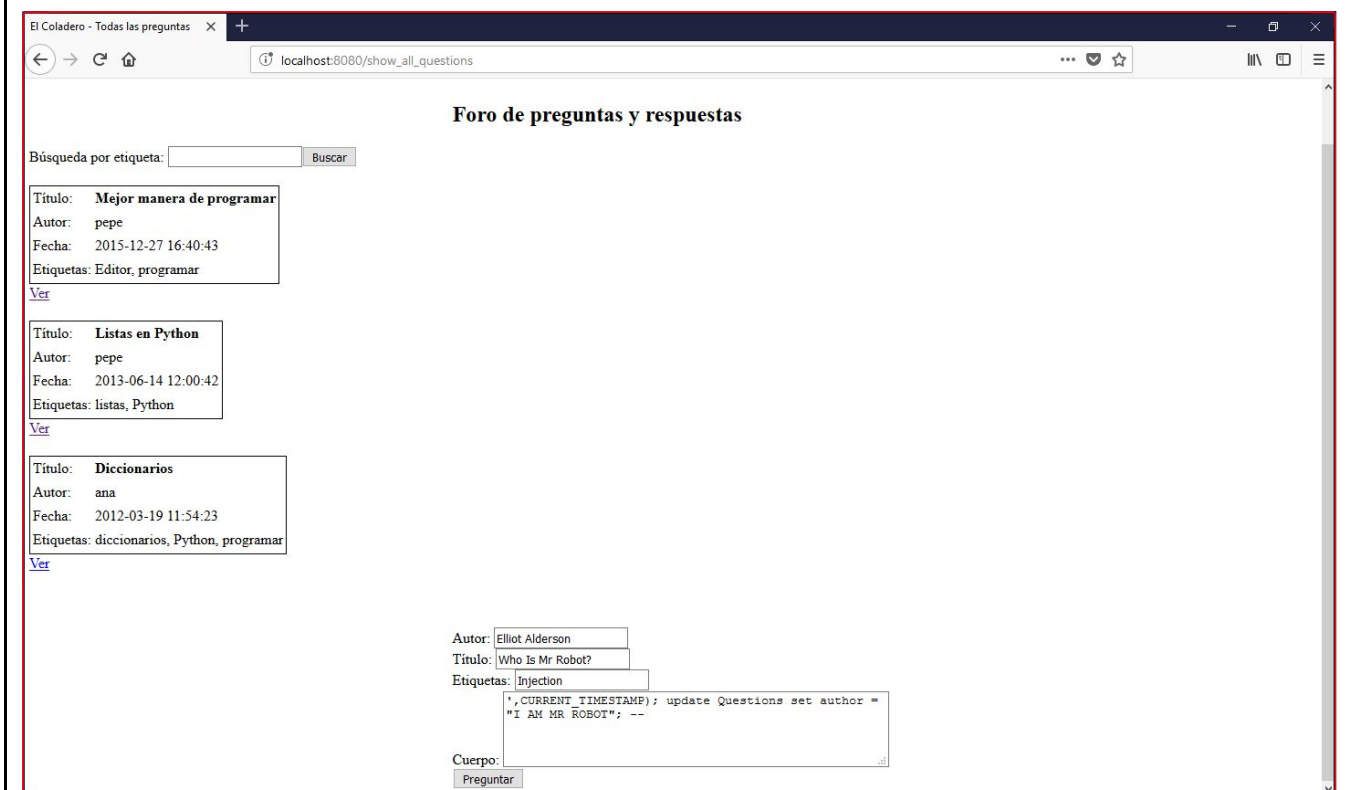 El Coladero - Todas las preguntas
localhost:8080/show_all_questions
Foro de preguntas y respuestas
Búsqueda por etiqueta: Buscar
Título: Mejor manera de programar
Autor: pepe
Fecha: 2015-12-27 16:40:43
Etiquetas: Editor, programar
Ver
Título: Listas en Python
Autor: pepe
Fecha: 2013-06-14 12:00:42
Etiquetas: listas, Python
Ver
Título: Diccionarios
Autor: ana
Fecha: 2012-03-19 11:54:23
Etiquetas: diccionarios, Python, programar
Ver
Autor: Elliot Alderson
Título: Who Is Mr Robot?
Etiquetas: Injection
',CURRENT_TIMESTAMP); update Questions set author =
"I AM MR ROBOT"; --
Cuerpo:
Preguntar